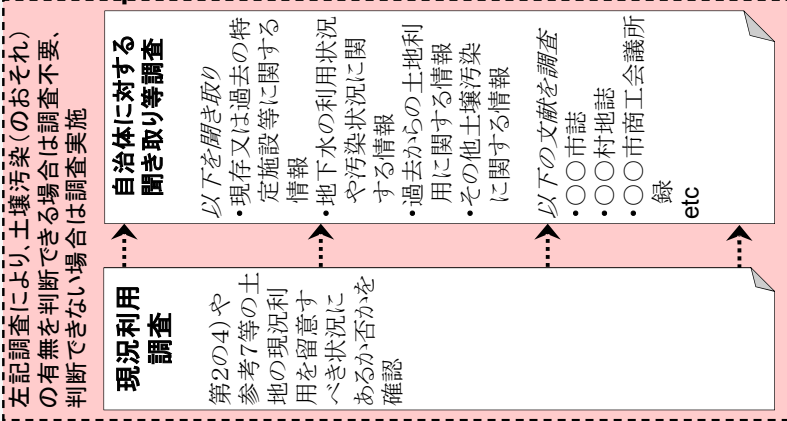 左記調査により、土壌汚染（のおそれ）
の有無を判断できる場合は調査不要、
判断できない場合は調査実施
現況利用
調査
第2の4)や
参考7等の土
地の現況利
用を留意す
べき状況に
あるか否かを
確認
自治体に対する
聞き取り等調査
以下を聞き取り
・現存又は過去の特
定施設等に関する
情報
・地下水の利用状況
や汚染状況に関
する情報
・過去からの土地利
用に関する情報
・その他土壌汚染
に関する情報
以下の文献を調査
・〇〇市誌
・〇〇村地誌
・〇〇市商工会議所
録
etc